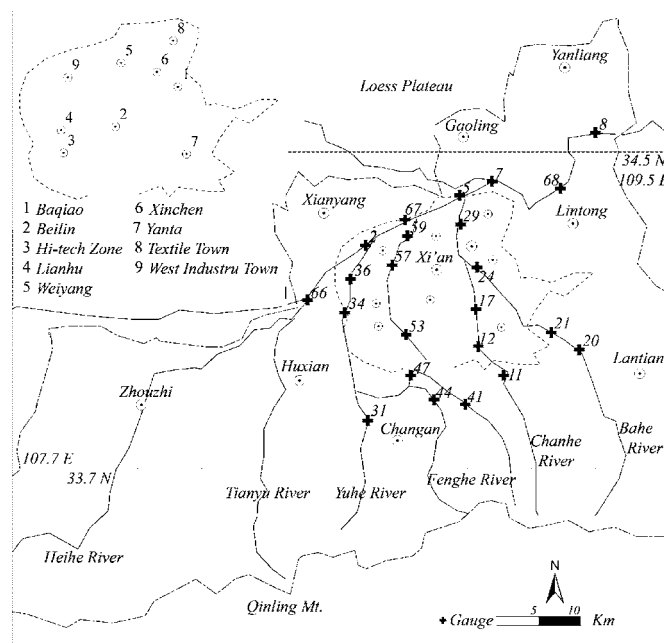 8
5
6
9
1
4
2
3
7
1 Baqiao
2 Beilin
3 Hi-tech Zone
4 Lianhu
5 Weiyang
6 Xinchen
7 Yanta
8 Textile Town
9 West Industru Town
Yanliang
Loess Plateau
Gaoling
8
34.5 N
109.5 E
7
68
5
Xianyang
67
29
Lintong
59
2
Xi'an
57
36
24
66
17
34
53
12
21
20
47
11
Huxian
Lantian
44
41
Zhouzhi
31
Changan
Chanhe
River
Bahe
River
107.7 E
33.7 N
Tianyu River
Yuhe River
Fenghe River
Heihe River
Qinling Mt.
N
Gauge
5
10
Km